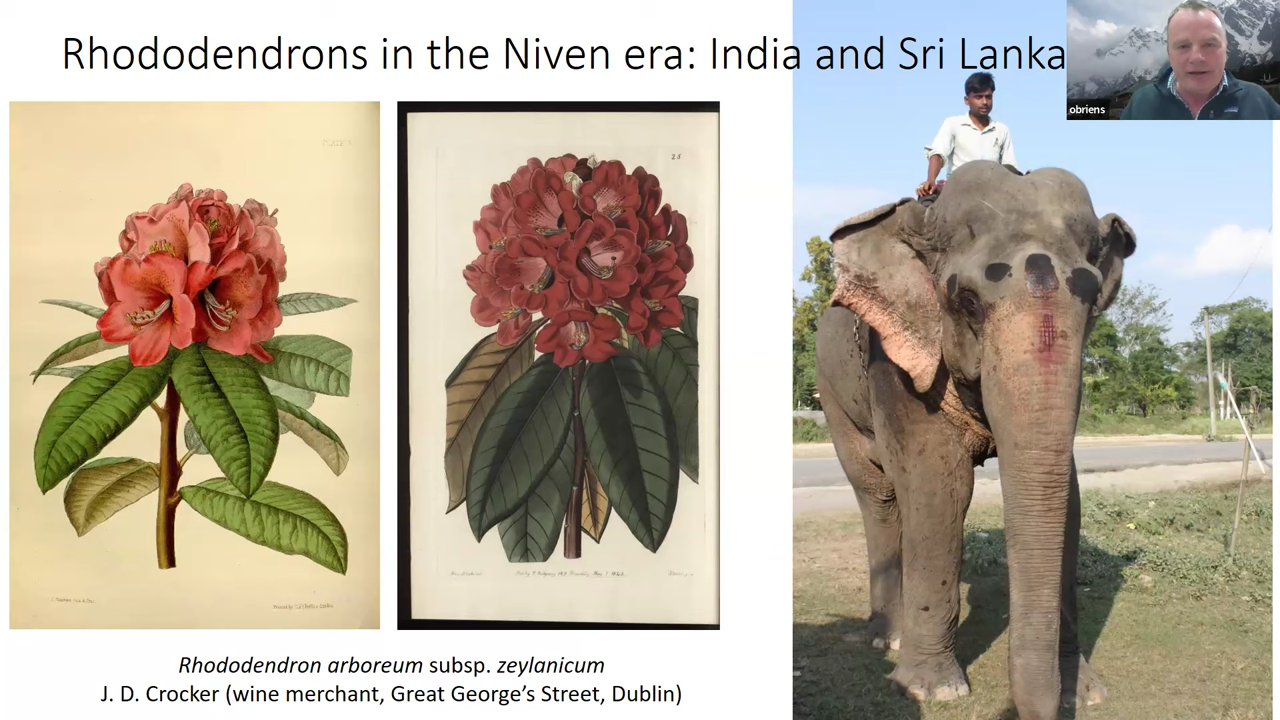 Rhododendrons in the Niven era: India and Sri Lanka
obriens
Rhododendron arboreum subsp. zeylanicum
J. D. Crocker (wine merchant, Great George's Street, Dublin)